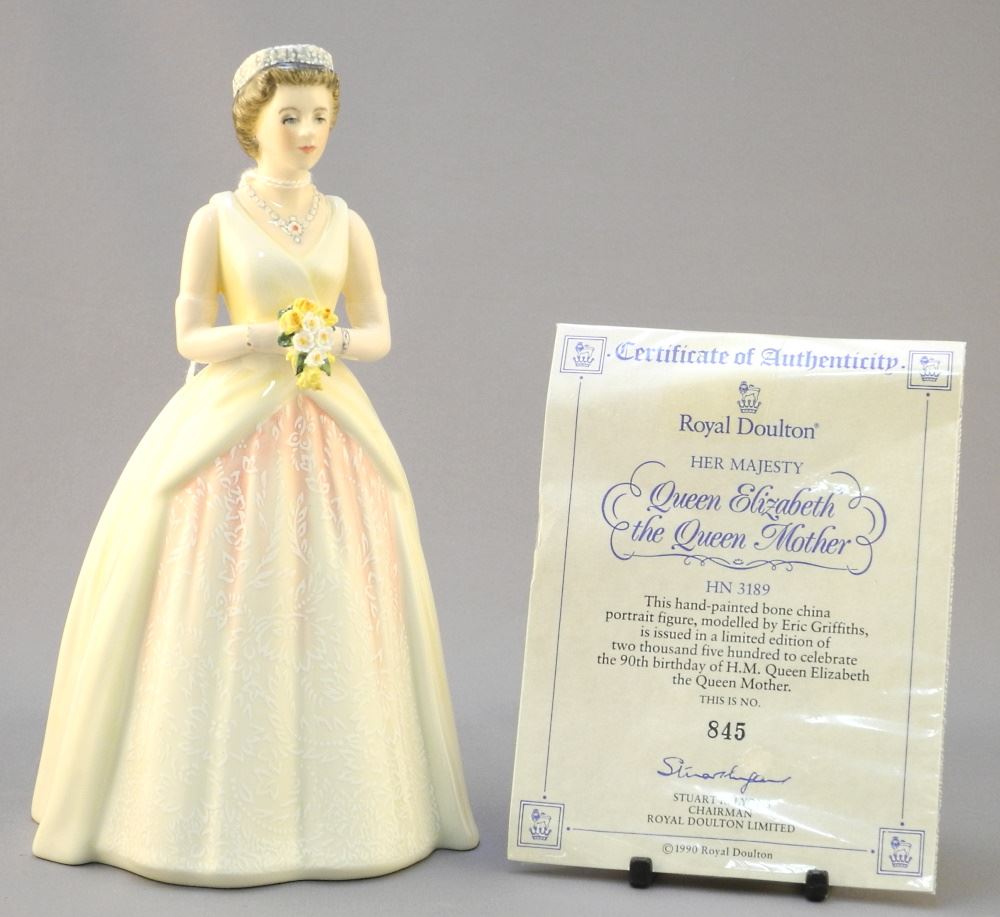 Certificate of Authenticity
Royal Doulton®
HER MAJESTY
Queen Elizabeth
the Queen Mother
HN 3189
This hand-painted bone china
portrait figure, modelled by Eric Griffiths,
is issued in a limited edition of
two thousand five hundred to celebrate
the 90th birthday of H.M. Queen Elizabeth
the Queen Mother.
THIS IS NO.
845
STUART
CHAIRMAN
ROYAL DOULTON LIMITED
©1990 Royal Doulton